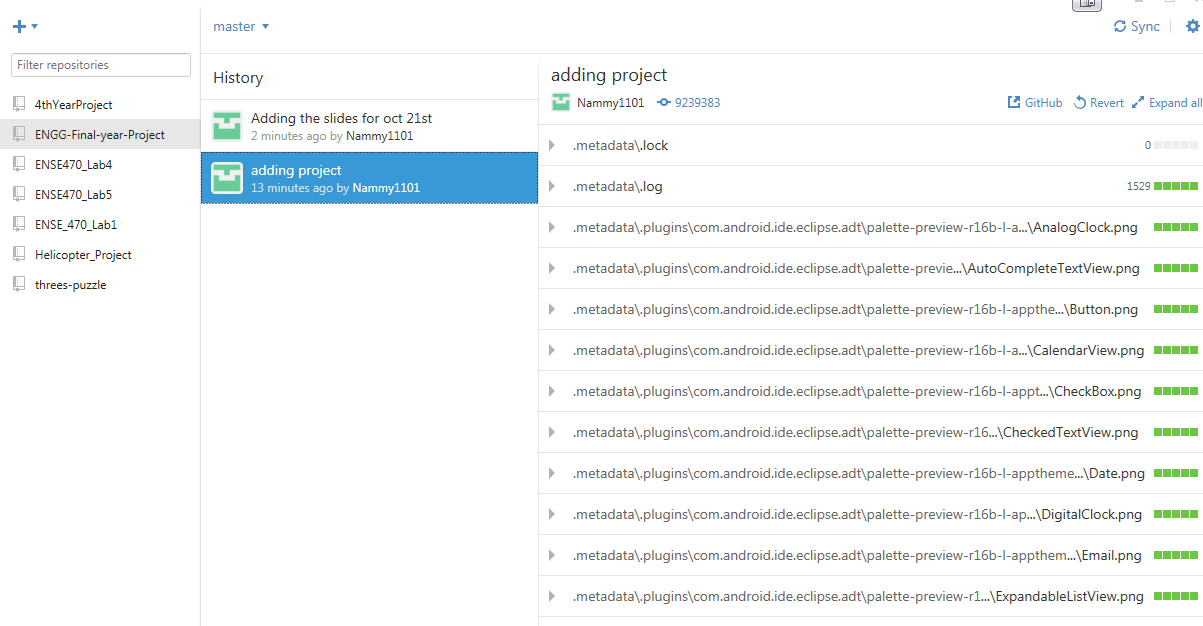 master
Sync
Filter repositories
4thYearProject
ENGG-Final-year-Project
ENSE470_Lab4
ENSE470_Lab5
ENSE_470_Lab1
Helicopter_Project
threes-puzzle
History
Adding the slides for oct 21st
2 minutes ago by Nammy1101
adding project
13 minutes ago by Nammy1101
adding project
Nammy1101 9239383 GitHub Revert Expand all
.metadata\.lock 0
.metadata\.log 1529
.metadata\.plugins\com.android.ide.eclipse.adt\palette-preview-r16b-l-a...\AnalogClock.png
.metadata\.plugins\com.android.ide.eclipse.adt\palette-previe...\AutoCompleteTextView.png
.metadata\.plugins\com.android.ide.eclipse.adt\palette-preview-r16b-l-appthe...\Button.png
.metadata\.plugins\com.android.ide.eclipse.adt\palette-preview-r16b-l-a...\CalendarView.png
.metadata\.plugins\com.android.ide.eclipse.adt\palette-preview-r16b-l-appt...\CheckBox.png
.metadata\.plugins\com.android.ide.eclipse.adt\palette-preview-r16...\CheckedTextView.png
.metadata\.plugins\com.android.ide.eclipse.adt\palette-preview-r16b-l-apptheme...\Date.png
.metadata\.plugins\com.android.ide.eclipse.adt\palette-preview-r16b-l-ap...\DigitalClock.png
.metadata\.plugins\com.android.ide.eclipse.adt\palette-preview-r16b-l-appthem...\Email.png
.metadata\.plugins\com.android.ide.eclipse.adt\palette-preview-r1...\ExpandableListView.png